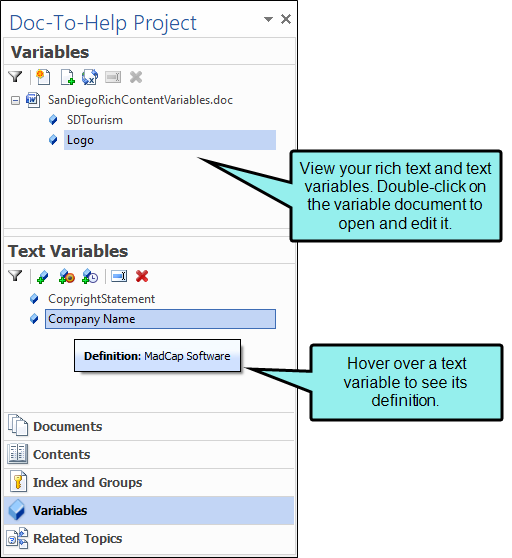 Doc-To-Help Project
Variables
SanDiegoRichContentVariables.doc
SDTourism
Logo
View your rich text and text
variables. Double-click on
the variable document to
open and edit it.
Text Variables
CopyrightStatement
Company Name
Definition: MadCap Software
Hover over a text
variable to see its
definition.
Documents
Contents
Index and Groups
Variables
Related Topics